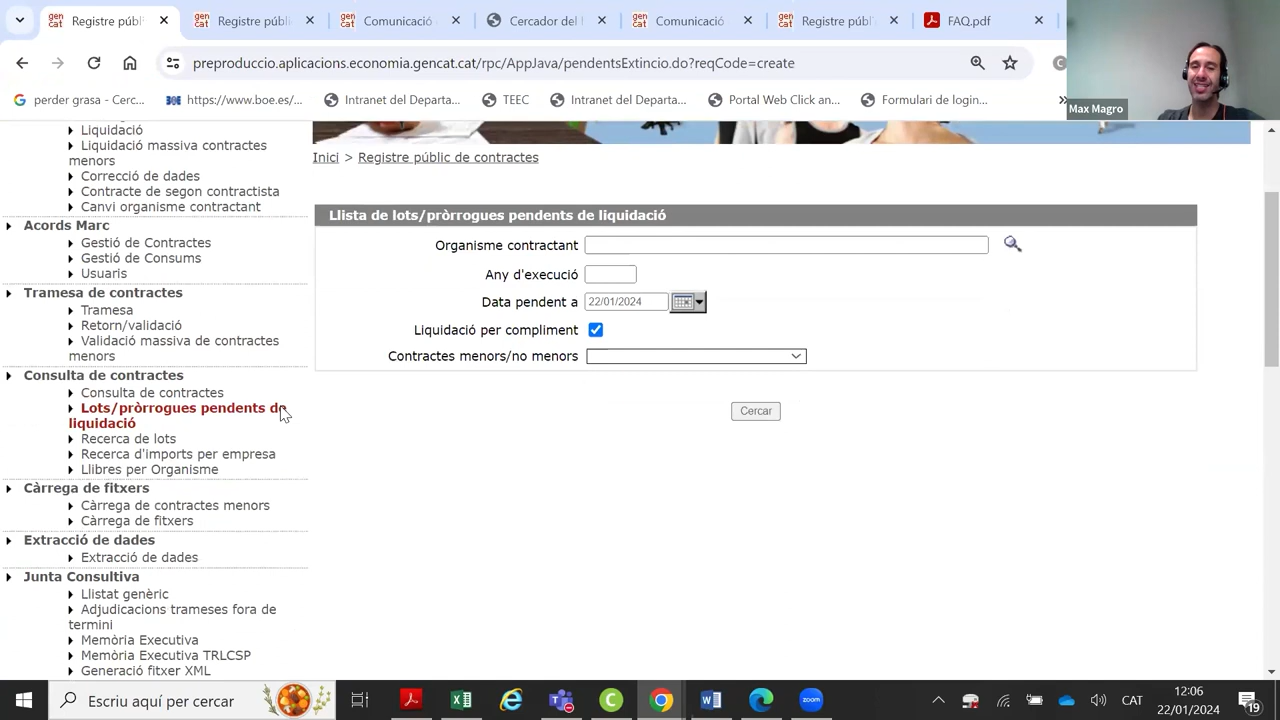 Registre públic
Registre públic
Comunicació
Cercador del
Comunicació
Registre públ
FAQ.pdf
preproduccio.aplicacions.economia.gencat.cat/rpc/AppJava/pendentsExtincio.do?reqCode=create
Max Magro
perder grasa - Cerc...
https://www.boe.es/...
Intranet del Departa...
TEEC
Intranet del Departa...
Portal Web Click an...
Formulari de login...
Liquidació
Liquidació massiva contractes
menors
Correcció de dades
Contracte de segon contractista
Canvi organisme contractant
Acords Marc
Gestió de Contractes
Gestió de Consums
Usuaris
Tramesa de contractes
Tramesa
Retorn/validació
Validació massiva de contractes
menors
Consulta de contractes
Consulta de contractes
Lots/pròrrogues pendents de
liquidació
Recerca de lots
Recerca d'imports per empresa
Llibres per Organisme
Càrrega de fitxers
Càrrega de contractes menors
Càrrega de fitxers
Extracció de dades
Extracció de dades
Junta Consultiva
Llistat genèric
Adjudicacions trameses fora de
termini
Memòria Executiva
Memòria Executiva TRLCSP
Generació fitxer XML
Inici > Registre públic de contractes
Llista de lots/pròrrogues pendents de liquidació
Organisme contractant
Any d'execució
Data pendent a 22/01/2024
Liquidació per compliment
Contractes menors/no menors
Cercar
Escriu aquí per cercar
CAT
12:06
22/01/2024
19